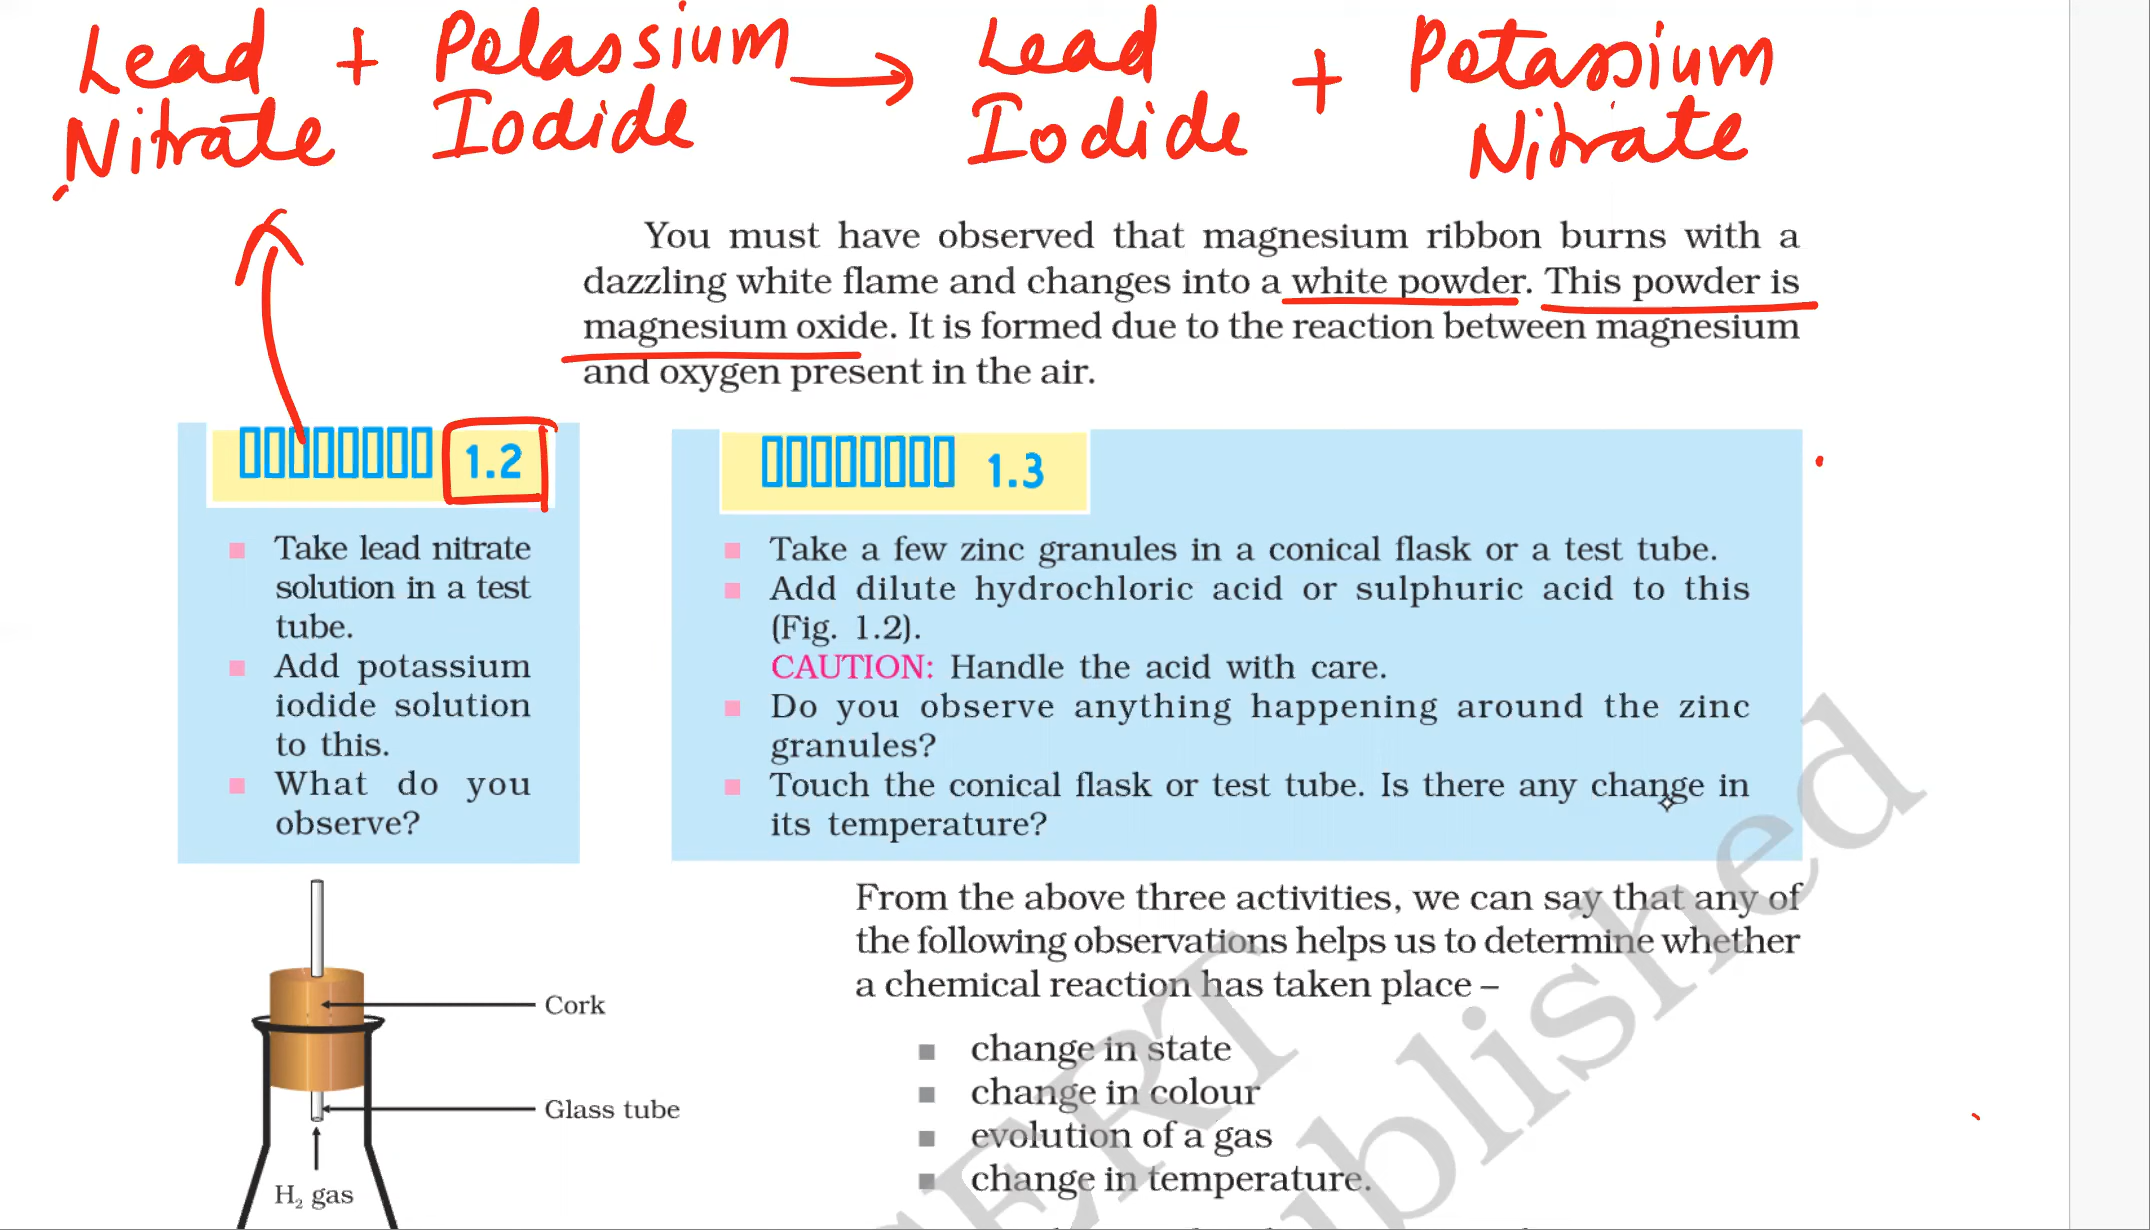 Lead + Polassium → Lead + Potassium
Nitrate Iodide Iodide Nitrate
You must have observed that magnesium ribbon burns with a
dazzling white flame and changes into a white powder. This powder is
magnesium oxide. It is formed due to the reaction between magnesium
and oxygen present in the air.
1.2
Take lead nitrate
solution in a test
tube.
Add potassium
iodide solution
to this.
What do you
observe?
1.3
Take a few zinc granules in a conical flask or a test tube.
Add dilute hydrochloric acid or sulphuric acid to this
(Fig. 1.2).
CAUTION: Handle the acid with care.
Do you observe anything happening around the zinc
granules?
Touch the conical flask or test tube. Is there any change in
its temperature?
Cork
Glass tube
H₂ gas
From the above three activities, we can say that any of
the following observations helps us to determine whether
a chemical reaction has taken place –
change in state
change in colour
evolution of a gas
change in temperature.